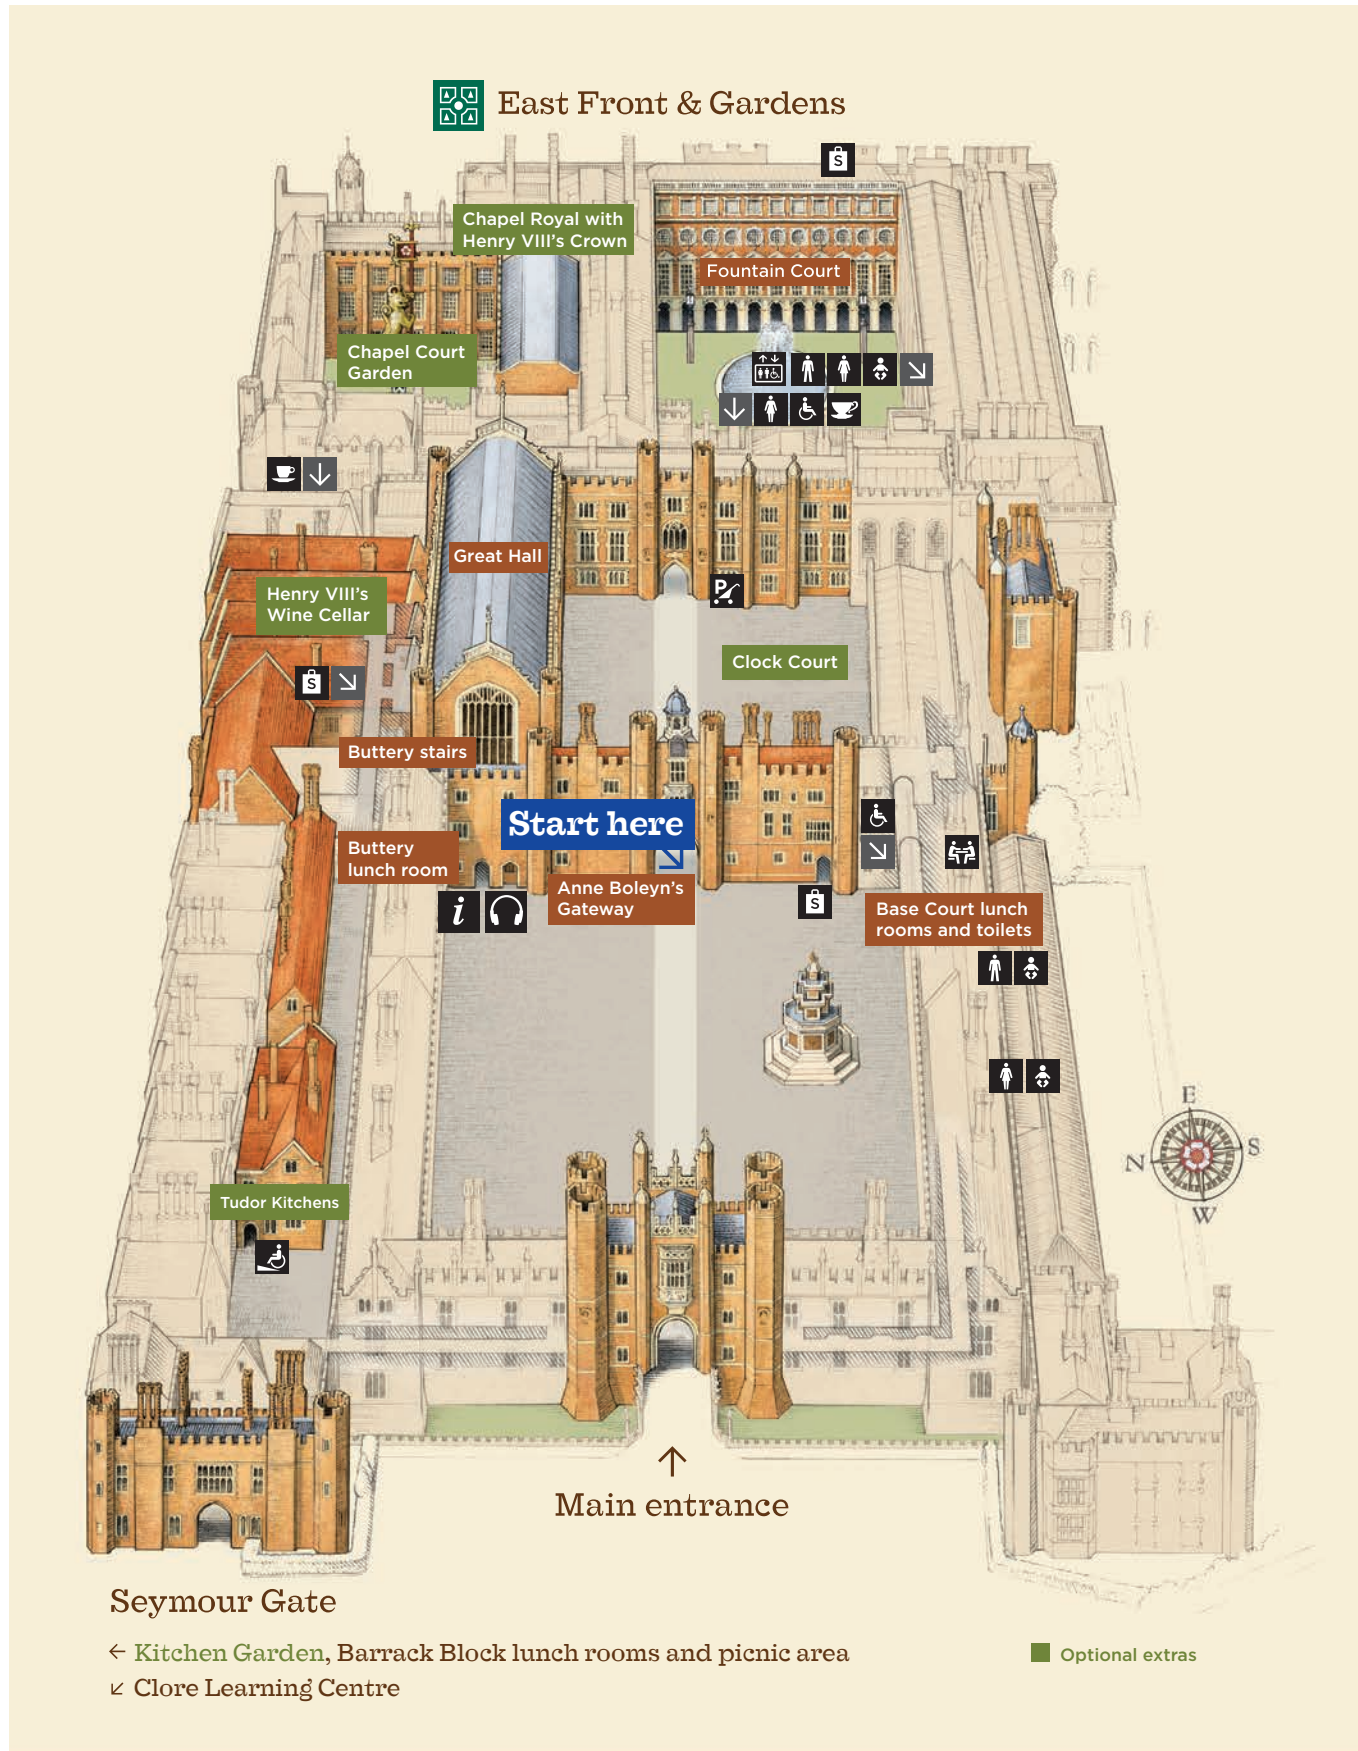 East Front & Gardens
S
Chapel Royal with
Henry VIII's Crown
Fountain Court
Chapel Court
Garden
Great Hall
Henry VIII's
Wine Cellar
P
Clock Court
S
Buttery stairs
Start here
Buttery
lunch room
Anne Boleyn's
Gateway
i
S
Base Court lunch
rooms and toilets
E
N
S
W
Tudor Kitchens
Main entrance
Seymour Gate
← Kitchen Garden, Barrack Block lunch rooms and picnic area
↙ Clore Learning Centre
Optional extras